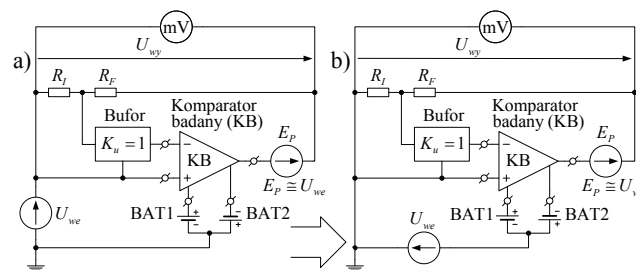 mV
mV
U_wy
U_wy
a)
b)
R_I
R_F
R_I
R_F
Bufor
Komparator
badany (KB)
Bufor
Komparator
badany (KB)
K_u = 1
−
+
KB
E_P
K_u = 1
−
+
KB
E_P
E_P ≅ U_we
E_P ≅ U
U_we
BAT1
+
−
−
+
BAT2
U_we
BAT1
+
−
−
+
BAT2